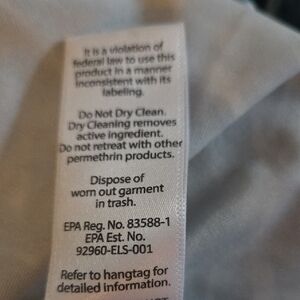 It is a violation of
federal law to use this
product in a manner
inconsistent with its
labeling.
Do Not Dry Clean.
Dry Cleaning removes
active ingredient.
Do not retreat with other
permethrin products.
Dispose of
worn out garment
in trash.
EPA Reg. No. 83588-1
EPA Est. No.
92960-ELS-001
Refer to hangtag for
detailed information.